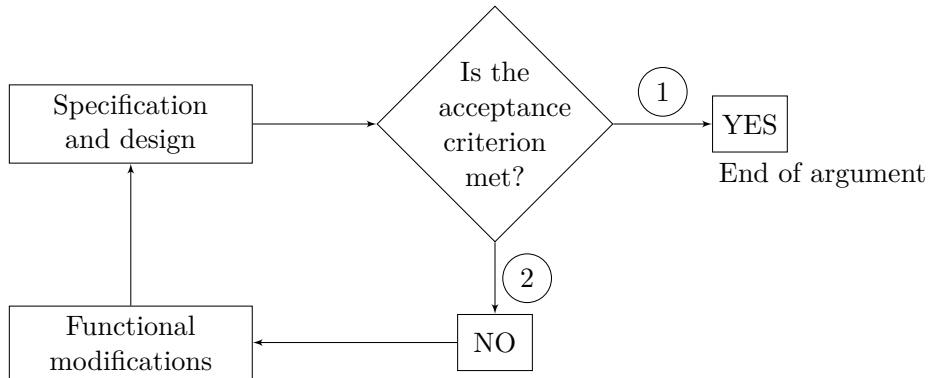 Specification
and design
Is the
acceptance
criterion
met?
1
YES
End of argument
2
NO
Functional
modifications